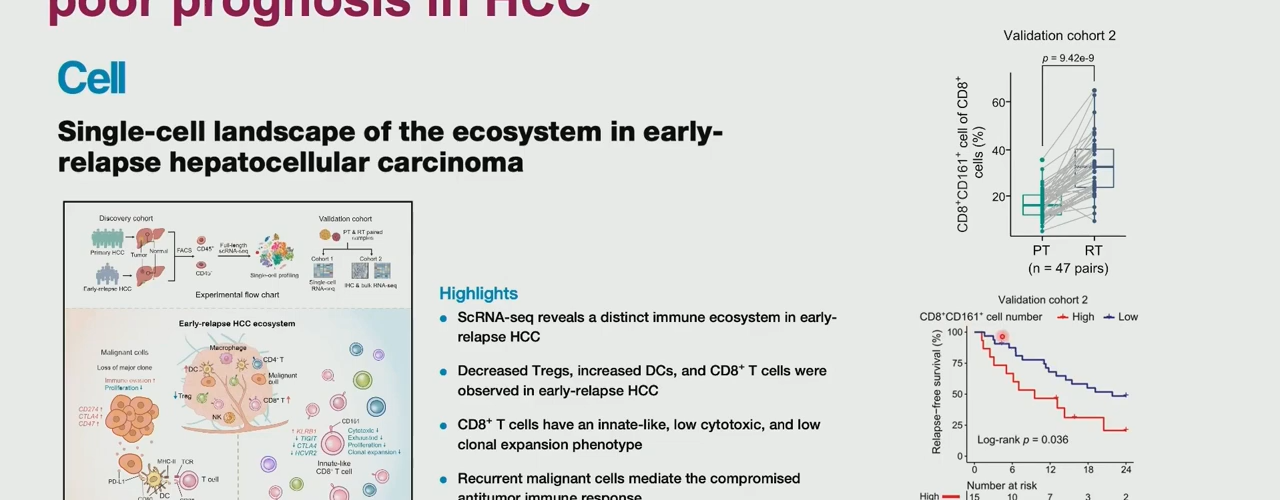 poor prognosis in HCC
Cell
Single-cell landscape of the ecosystem in early-
relapse hepatocellular carcinoma
Discovery cohort
Validation cohort
Primary HCC
Tumor
Normal
Early-relapse HCC
FACS
CD45+
CD45-
Full-length
scRNA-seq
Single-cell profiling
PT & RT paired
samples
Cohort 1
Cohort 2
Single-cell
RNA-seq
IHC & bulk RNA-seq
Experimental flow chart
Early-relapse HCC ecosystem
Malignant cells
Loss of major clone
Immune evasion ↑
Proliferation ↓
CD274 ↑
CTLA4 ↑
CD47 ↑
Macrophage
CD4+ T
↑DC
Malignant
cell
↓Treg
CD8+ T↑
NK
CD161
↑ KLRB1
↓ TIGIT
↓ CTLA4
↓ HCVR2
Cytotoxic ↓
Exhausted ↓
Proliferation ↓
Clonal expansion ↓
Innate-like
CD8+ T cell
MHC-II
TCR
PD-L1
DC
T cell
CD80
Highlights
● ScRNA-seq reveals a distinct immune ecosystem in early-
relapse HCC
● Decreased Tregs, increased DCs, and CD8+ T cells were
observed in early-relapse HCC
● CD8+ T cells have an innate-like, low cytotoxic, and low
clonal expansion phenotype
● Recurrent malignant cells mediate the compromised
antitumor immune response
Validation cohort 2
p = 9.42e-9
CD8+CD161+ cell of CD8+
cells (%)
60
40
20
PT
RT
(n = 47 pairs)
Validation cohort 2
CD8+CD161+ cell number
High
Low
Relapse-free survival (%)
100
75
50
25
0
Log-rank p = 0.036
0 6 12 18 24
Number at risk
High 15 10 7 3 2